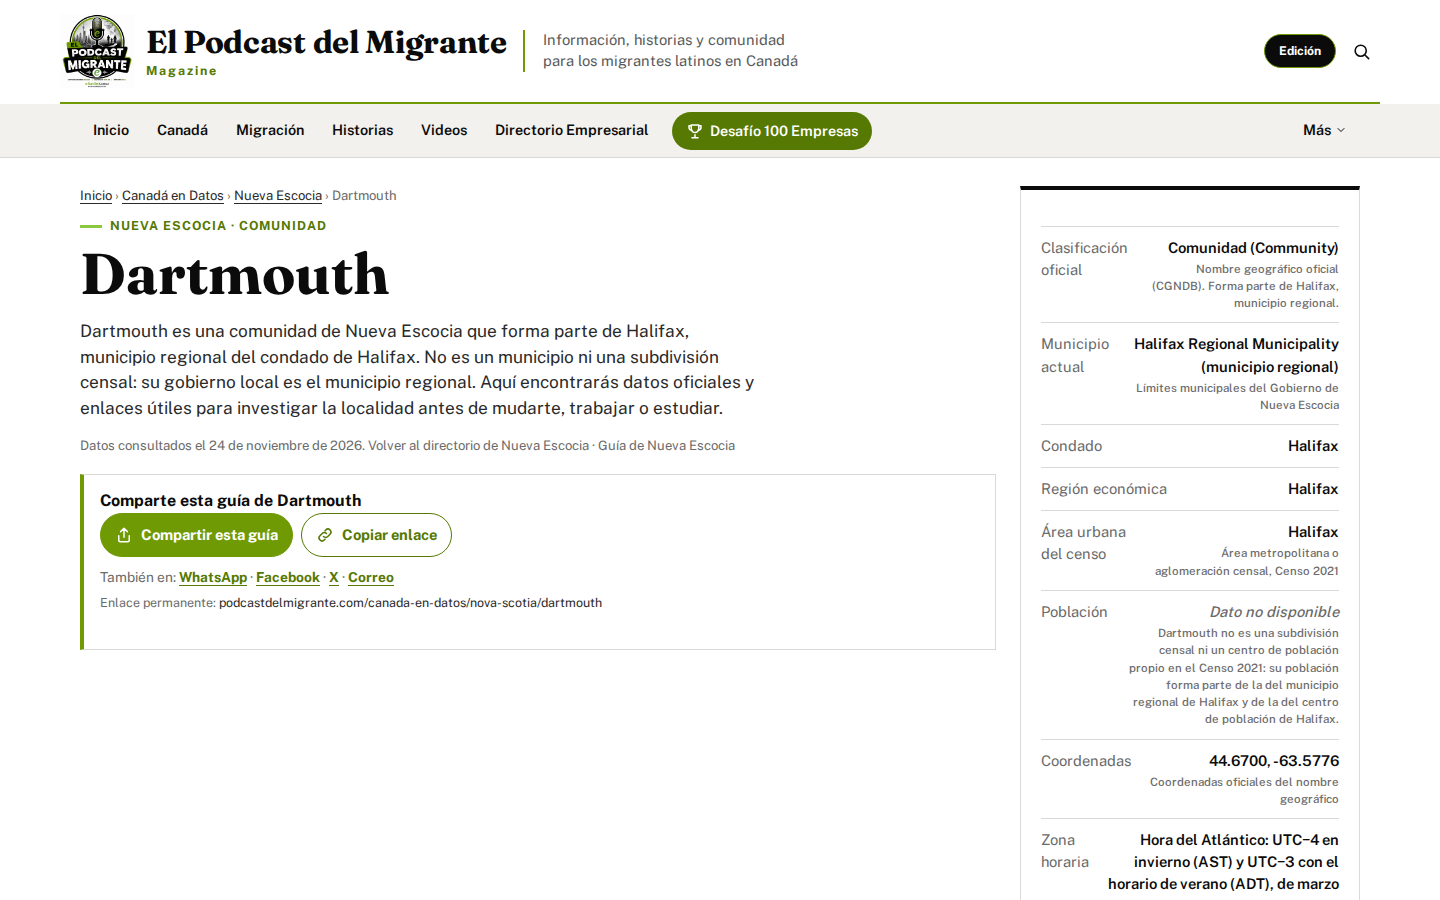 EL
PODCAST
MIGRANTE
El Podcast del Migrante
Magazine
Información, historias y comunidad
para los migrantes latinos en Canadá
Edición
Inicio
Canadá
Migración
Historias
Videos
Directorio Empresarial
Desafío 100 Empresas
Más
Inicio › Canadá en Datos › Nueva Escocia › Dartmouth
NUEVA ESCOCIA · COMUNIDAD
Dartmouth
Dartmouth es una comunidad de Nueva Escocia que forma parte de Halifax,
municipio regional del condado de Halifax. No es un municipio ni una subdivisión
censal: su gobierno local es el municipio regional. Aquí encontrarás datos oficiales y
enlaces útiles para investigar la localidad antes de mudarte, trabajar o estudiar.
Datos consultados el 24 de noviembre de 2026. Volver al directorio de Nueva Escocia · Guía de Nueva Escocia
Comparte esta guía de Dartmouth
Compartir esta guía
Copiar enlace
También en: WhatsApp · Facebook · X · Correo
Enlace permanente: podcastdelmigrante.com/canada-en-datos/nova-scotia/dartmouth
Clasificación
oficial
Comunidad (Community)
Nombre geográfico oficial
(CGNDB). Forma parte de Halifax,
municipio regional.
Municipio
actual
Halifax Regional Municipality
(municipio regional)
Límites municipales del Gobierno de
Nueva Escocia
Condado
Halifax
Región económica
Halifax
Área urbana
del censo
Halifax
Área metropolitana o
aglomeración censal, Censo 2021
Población
Dato no disponible
Dartmouth no es una subdivisión
censal ni un centro de población
propio en el Censo 2021: su población
forma parte de la del municipio
regional de Halifax y de la del centro
de población de Halifax.
Coordenadas
44.6700, -63.5776
Coordenadas oficiales del nombre
geográfico
Zona
horaria
Hora del Atlántico: UTC−4 en
invierno (AST) y UTC−3 con el
horario de verano (ADT), de marzo